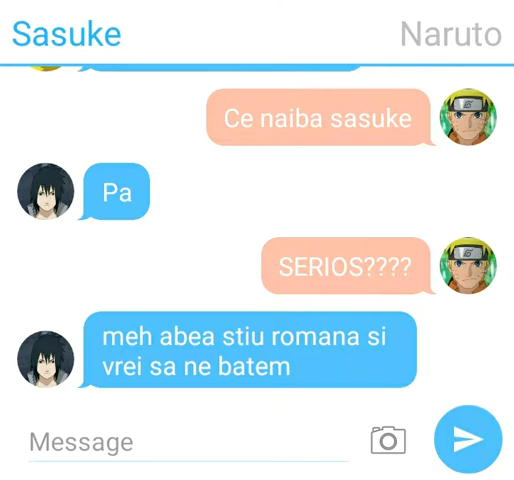 Sasuke
Naruto
Ce naiba sasuke
Pa
SERIOS????
meh abea stiu romana si
vrei sa ne batem
Message